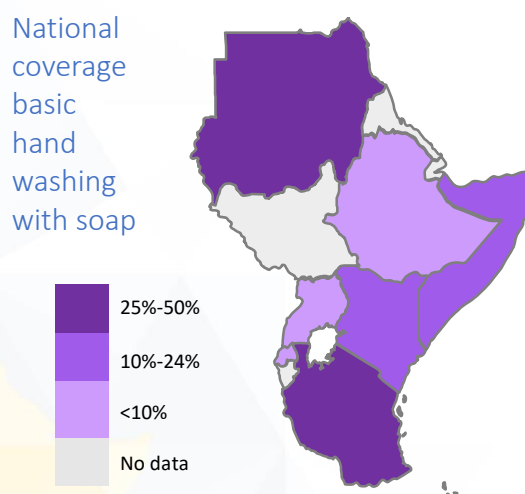 National
coverage
basic
hand
washing
with soap
25%-50%
10%-24%
<10%
No data